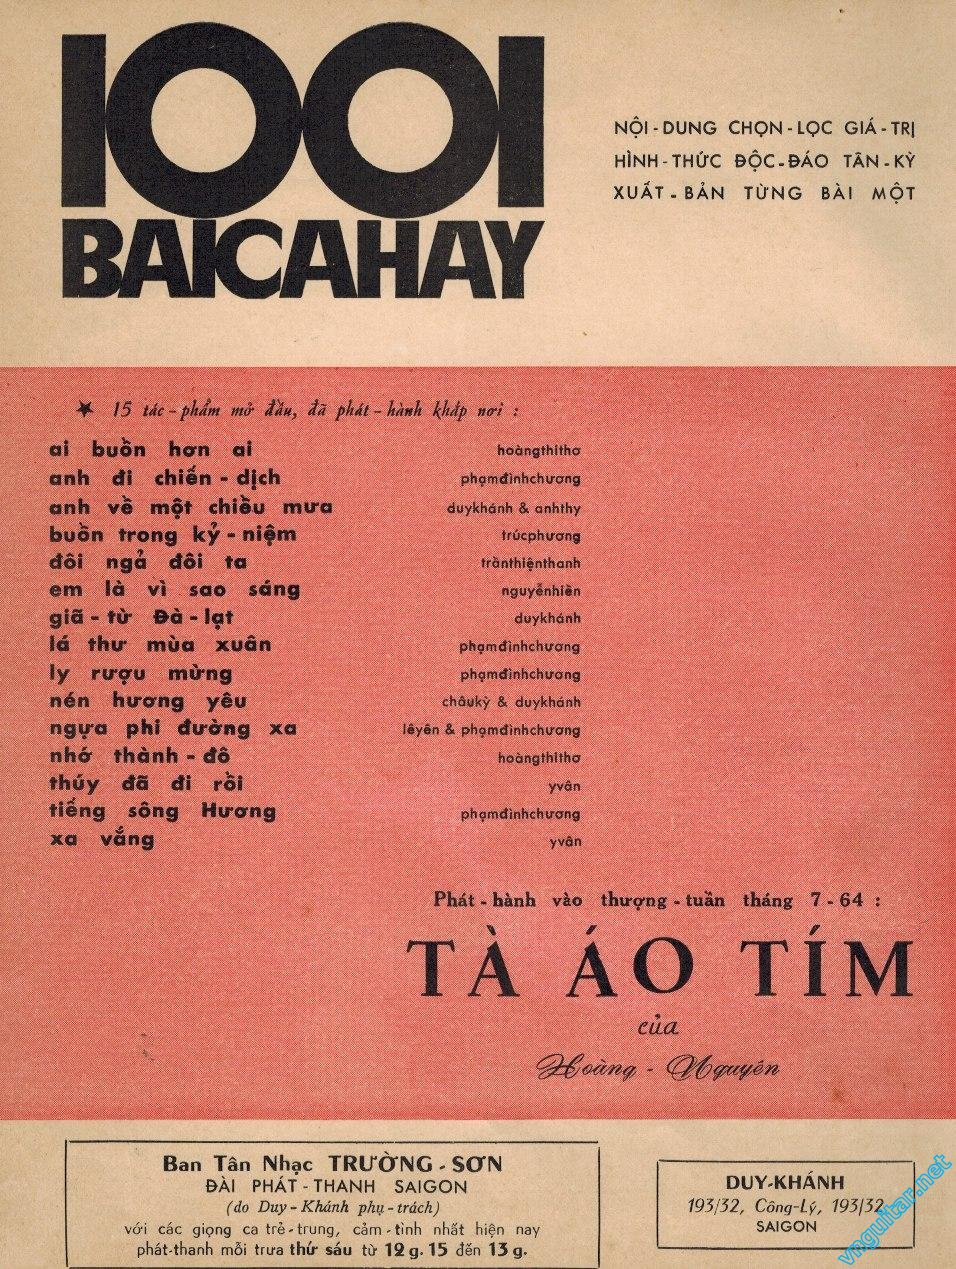 1001
BAICAHAY
NỘI - DUNG CHỌN - LỌC GIÁ - TRỊ
HÌNH - THỨC ĐỘC - ĐÁO TÂN - KỲ
XUẤT - BẢN TỪNG BÀI MỘT
★ 15 tác - phẩm mở đầu, đã phát - hành khắp nơi :
ai buồn hơn ai hoàngthithơ
anh đi chiến - dịch phạmđìnhchương
anh về một chiều mưa duykhánh & anhthy
buồn trong kỷ - niệm trúcphương
đôi ngả đôi ta trầnthiệnthanh
em là vì sao sáng nguyễnhiền
giã - từ Đà - lạt duykhánh
lá thư mùa xuân phạmđìnhchương
ly rượu mừng phạmđìnhchương
nén hương yêu châukỳ & duykhánh
ngựa phi đường xa lêyên & phạmđìnhchương
nhớ thành - đô hoàngthithơ
thúy đã đi rồi yvân
tiếng sông Hương phạmđìnhchương
xa vắng yvân
Phát - hành vào thượng - tuần tháng 7 - 64 :
TÀ ÁO TÍM
của
Hoàng - Nguyên
Ban Tân Nhạc TRƯỜNG - SƠN
ĐÀI PHÁT - THANH SAIGON
(do Duy - Khánh phụ - trách)
với các giọng ca trẻ - trung, cảm - tình nhất hiện nay
phát-thanh mỗi trưa thứ sáu từ 12 g. 15 đến 13 g.
DUY-KHÁNH
193/32, Công-Lý, 193/32
SAIGON
vnguitar.net